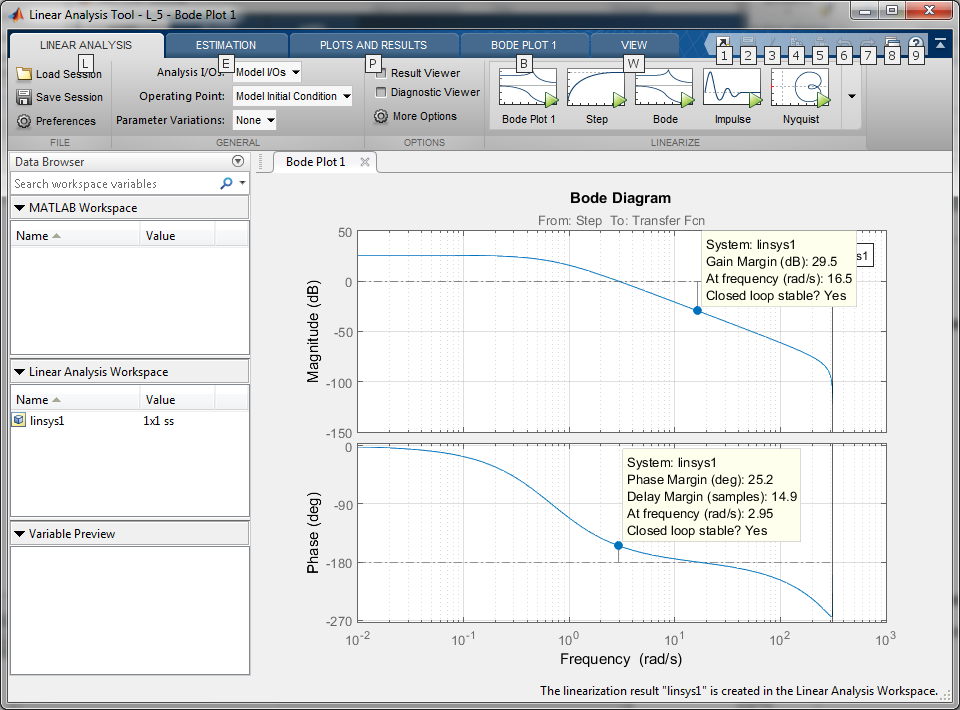 Linear Analysis Tool - L_5 - Bode Plot 1
LINEAR ANALYSIS
ESTIMATION
PLOTS AND RESULTS
BODE PLOT 1
VIEW
L
E
P
B
W
1
2
3
4
5
6
7
8
9
Load Session
Save Session
Preferences
FILE
Analysis I/Os: Model I/Os
Operating Point: Model Initial Condition
Parameter Variations: None
GENERAL
Result Viewer
Diagnostic Viewer
More Options
OPTIONS
Bode Plot 1
Step
Bode
Impulse
Nyquist
LINEARIZE
Data Browser
Search workspace variables
MATLAB Workspace
Name Value
Linear Analysis Workspace
Name Value
linsys1 1x1 ss
Variable Preview
Bode Plot 1
Bode Diagram
From: Step To: Transfer Fcn
Magnitude (dB)
50
0
-50
-100
-150
System: linsys1
Gain Margin (dB): 29.5
At frequency (rad/s): 16.5
Closed loop stable? Yes
s1
Phase (deg)
0
-90
-180
-270
System: linsys1
Phase Margin (deg): 25.2
Delay Margin (samples): 14.9
At frequency (rad/s): 2.95
Closed loop stable? Yes
10^-2 10^-1 10^0 10^1 10^2 10^3
Frequency (rad/s)
The linearization result "linsys1" is created in the Linear Analysis Workspace.